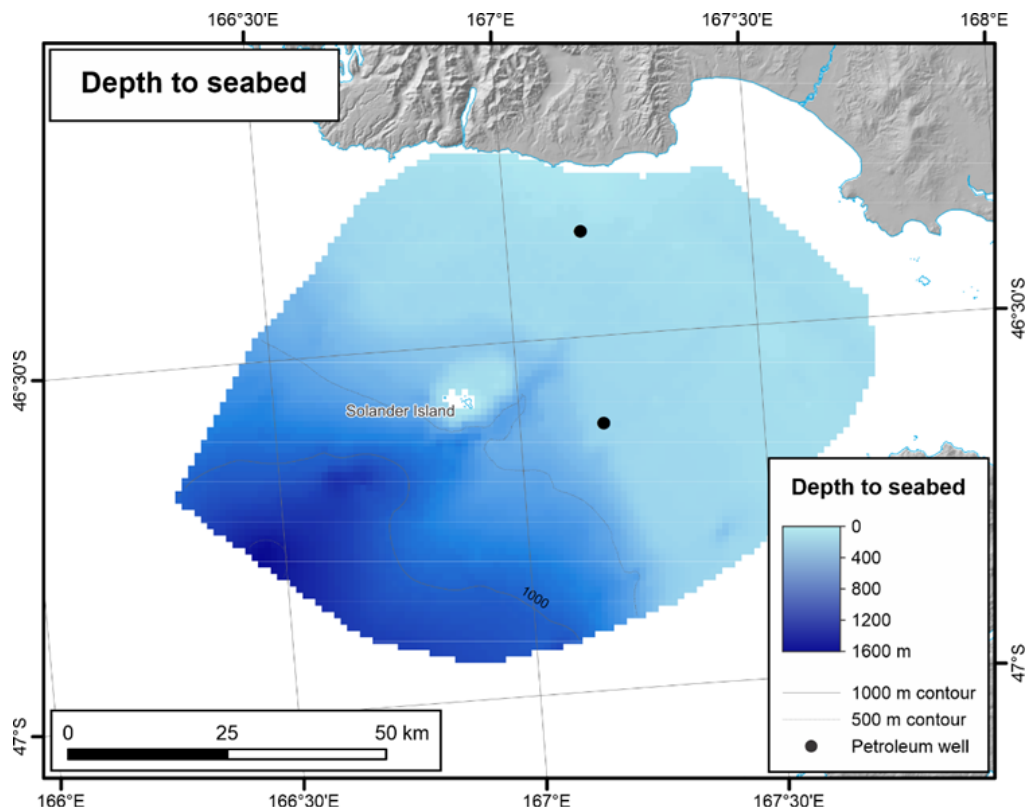 166°30'E 167°E 167°30'E 168°E
Depth to seabed
46°30'S
46°30'S
Solander Island
1000
Depth to seabed
0
400
800
1200
1600 m
1000 m contour
500 m contour
Petroleum well
47°S
0 25 50 km
47°S
166°E 166°30'E 167°E 167°30'E